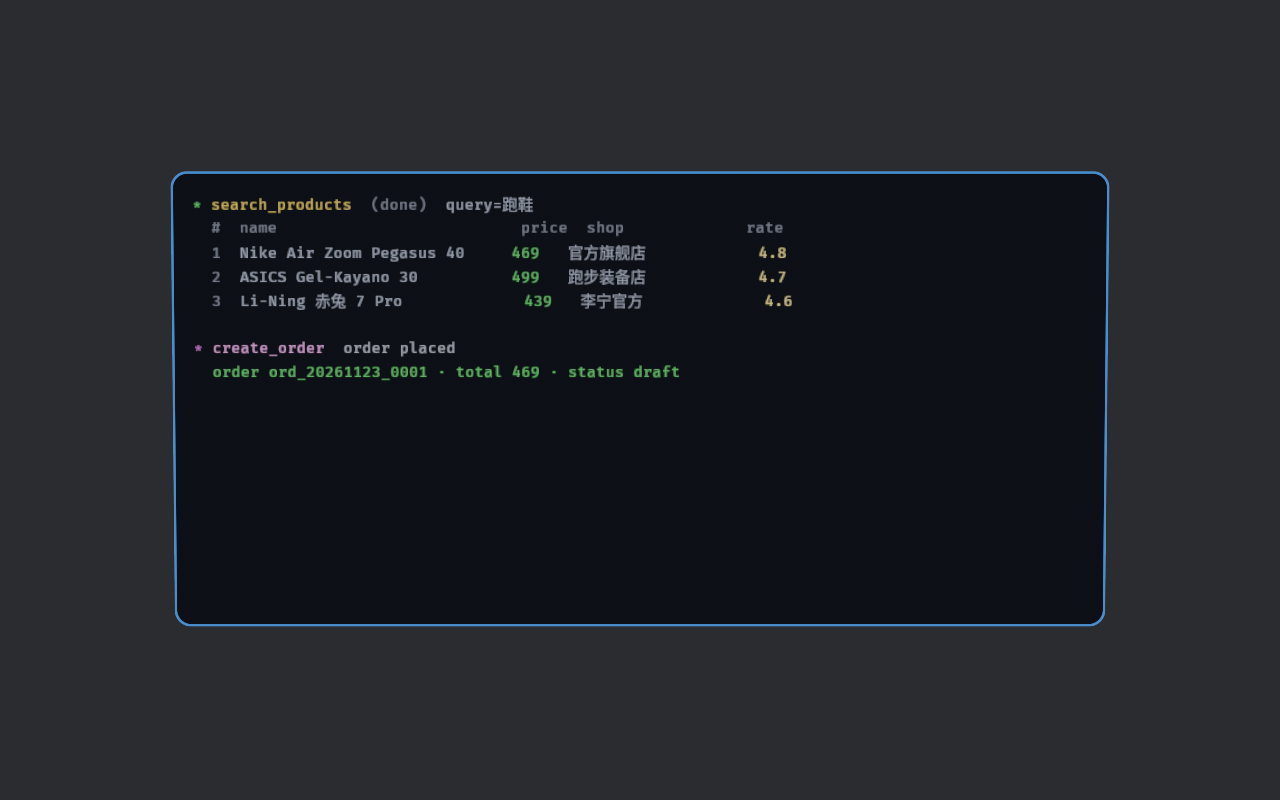 * search_products (done) query=跑鞋
# name price shop rate
1 Nike Air Zoom Pegasus 40 469 官方旗舰店 4.8
2 ASICS Gel-Kayano 30 499 跑步装备店 4.7
3 Li-Ning 赤兔 7 Pro 439 李宁官方 4.6
* create_order order placed
order ord_20261123_0001 · total 469 · status draft